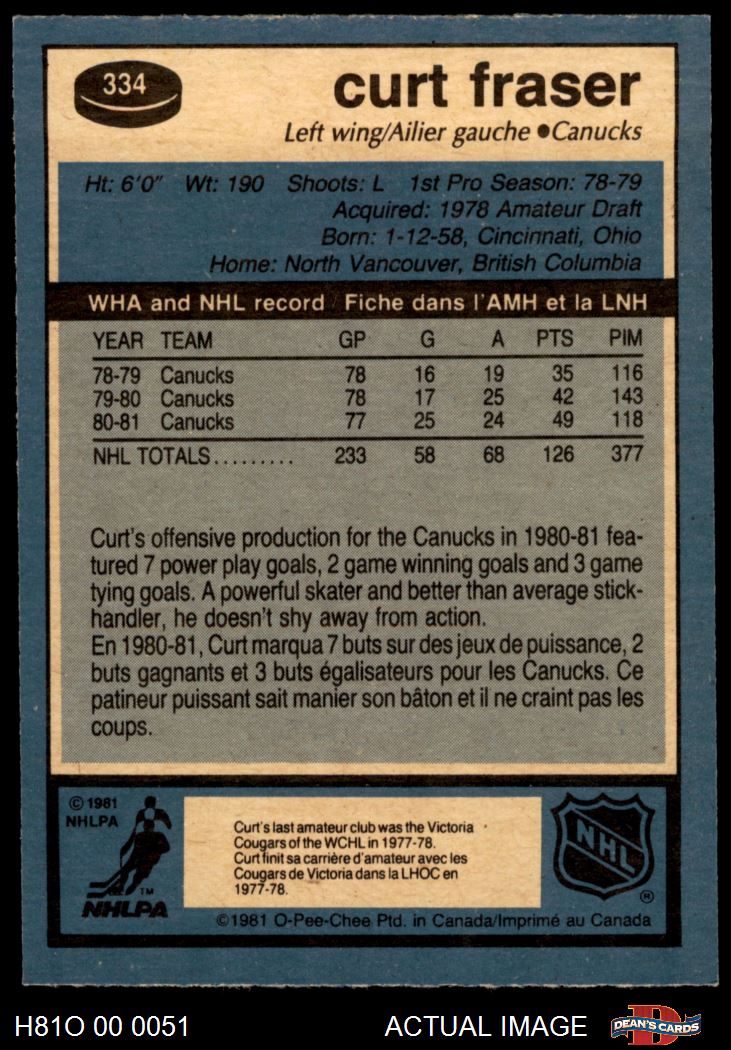 334
curt fraser
Left wing/Ailier gauche ●Canucks
Ht: 6'0" Wt: 190 Shoots: L 1st Pro Season: 78-79
Acquired: 1978 Amateur Draft
Born: 1-12-58, Cincinnati, Ohio
Home: North Vancouver, British Columbia
WHA and NHL record Fiche dans l'AMH et la LNH
YEAR TEAM GP G A PTS PIM
78-79 Canucks 78 16 19 35 116
79-80 Canucks 78 17 25 42 143
80-81 Canucks 77 25 24 49 118
NHL TOTALS......... 233 58 68 126 377
Curt's offensive production for the Canucks in 1980-81 fea-
tured 7 power play goals, 2 game winning goals and 3 game
tying goals. A powerful skater and better than average stick-
handler, he doesn't shy away from action.
En 1980-81, Curt marqua 7 buts sur des jeux de puissance, 2
buts gagnants et 3 buts égalisateurs pour les Canucks. Ce
patineur puissant sait manier son bâton et il ne craint pas les
coups.
© 1981
NHLPA
TM
NHLPA
Curt's last amateur club was the Victoria
Cougars of the WCHL in 1977-78.
Curt finit sa carrière d'amateur avec les
Cougars de Victoria dans la LHOC en
1977-78.
NHL
®
©1981 O-Pee-Chee Ptd. in Canada/Imprimé au Canada
H81O 00 0051
ACTUAL IMAGE
D
DEAN'S CARDS